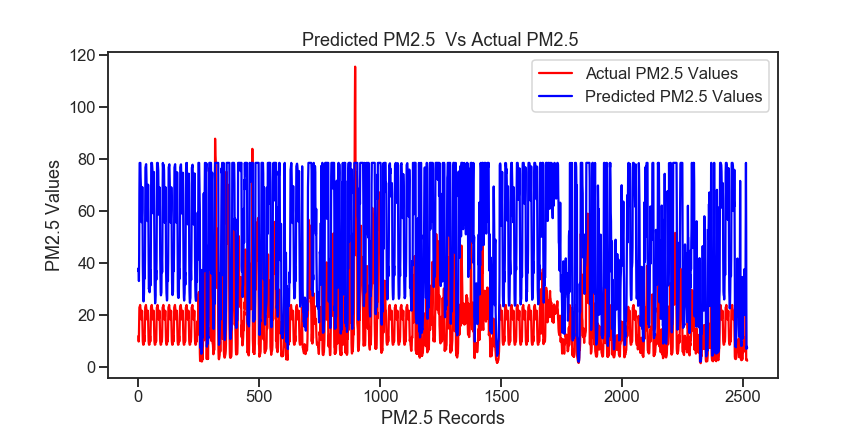 Predicted PM2.5  Vs Actual PM2.5
Actual PM2.5 Values
Predicted PM2.5 Values
PM2.5 Values
120
100
80
60
40
20
0
0 500 1000 1500 2000 2500
PM2.5 Records